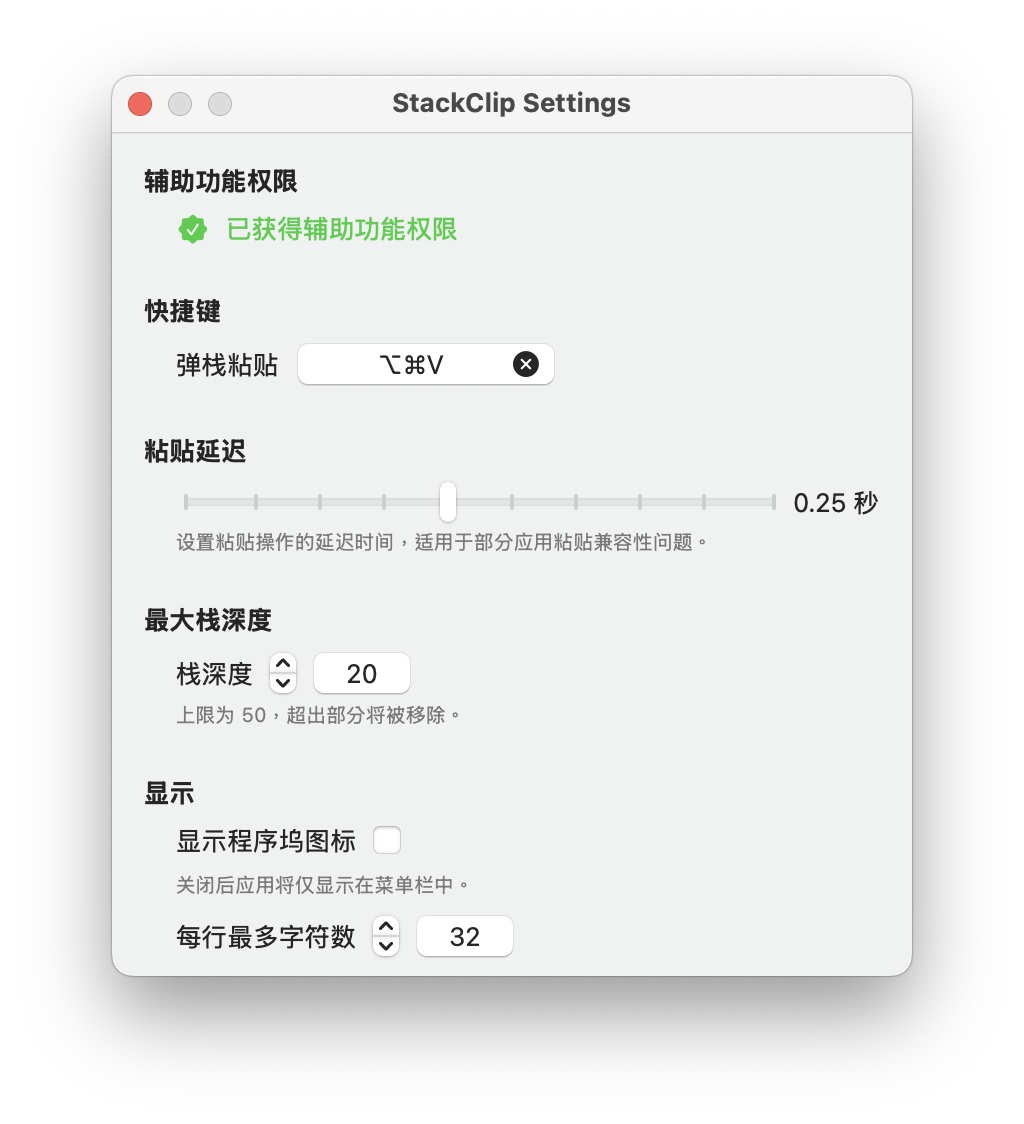 StackClip Settings
辅助功能权限
已获得辅助功能权限
快捷键
弹栈粘贴 ⌥⌘V
粘贴延迟
0.25 秒
设置粘贴操作的延迟时间，适用于部分应用粘贴兼容性问题。
最大栈深度
栈深度 20
上限为 50，超出部分将被移除。
显示
显示程序坞图标
关闭后应用将仅显示在菜单栏中。
每行最多字符数 32